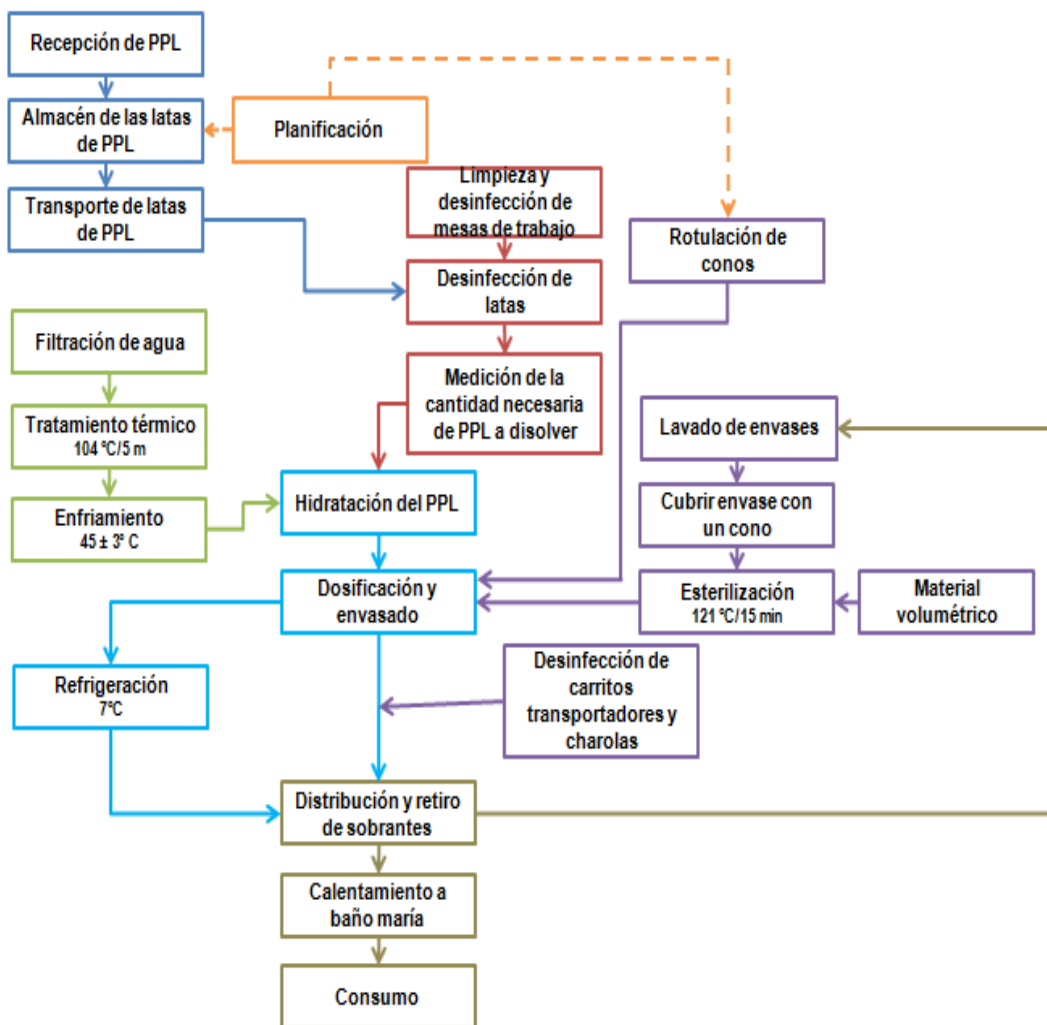 Recepción de PPL
Almacén de las latas
de PPL
Planificación
Transporte de latas
de PPL
Limpieza y
desinfección de
mesas de trabajo
Rotulación de
conos
Desinfección de
latas
Filtración de agua
Medición de la
cantidad necesaria
de PPL a disolver
Tratamiento térmico
104 °C/5 m
Lavado de envases
Enfriamiento
45 ± 3° C
Hidratación del PPL
Cubrir envase con
un cono
Dosificación y
envasado
Esterilización
121 °C/15 min
Material
volumétrico
Refrigeración
7°C
Desinfección de
carritos
transportadores y
charolas
Distribución y retiro
de sobrantes
Calentamiento a
baño maría
Consumo